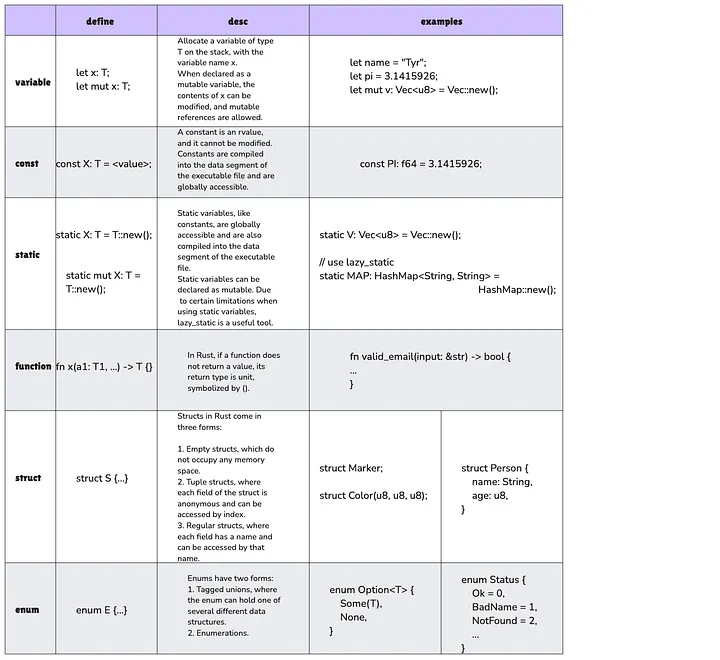 define
desc
examples
variable
let x: T;
let mut x: T;
Allocate a variable of type
T on the stack, with the
variable name x.
When declared as a
mutable variable, the
contents of x can be
modified, and mutable
references are allowed.
let name = "Tyr";
let pi = 3.1415926;
let mut v: Vec<u8> = Vec::new();
const
const X: T = <value>;
A constant is an rvalue,
and it cannot be modified.
Constants are compiled
into the data segment of
the executable file and are
globally accessible.
const PI: f64 = 3.1415926;
static
static X: T = T::new();
static mut X: T =
T::new();
Static variables, like
constants, are globally
accessible and are also
compiled into the data
segment of the executable
file.
Static variables can be
declared as mutable. Due
to certain limitations when
using static variables,
lazy_static is a useful tool.
static V: Vec<u8> = Vec::new();
// use lazy_static
static MAP: HashMap<String, String> =
HashMap::new();
function
fn x(a1: T1, ...) -> T {}
In Rust, if a function does
not return a value, its
return type is unit,
symbolized by ().
fn valid_email(input: &str) -> bool {
...
}
struct
struct S {...}
Structs in Rust come in
three forms:
1. Empty structs, which do
not occupy any memory
space.
2. Tuple structs, where
each field of the struct is
anonymous and can be
accessed by index.
3. Regular structs, where
each field has a name and
can be accessed by that
name.
struct Marker;
struct Color(u8, u8, u8);
struct Person {
name: String,
age: u8,
}
enum
enum E {...}
Enums have two forms:
1. Tagged unions, where
the enum can hold one of
several different data
structures.
2. Enumerations.
enum Option<T> {
Some(T),
None,
}
enum Status {
Ok = 0,
BadName = 1,
NotFound = 2,
...
}